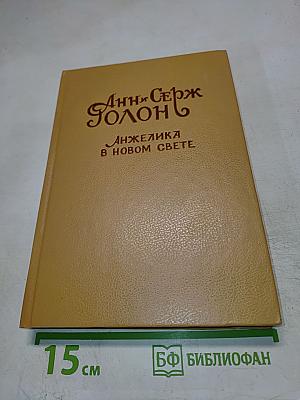 Анн и Серж
Голон
Анжелика
в новом свете
15 см
БФ БИБЛИОФАН